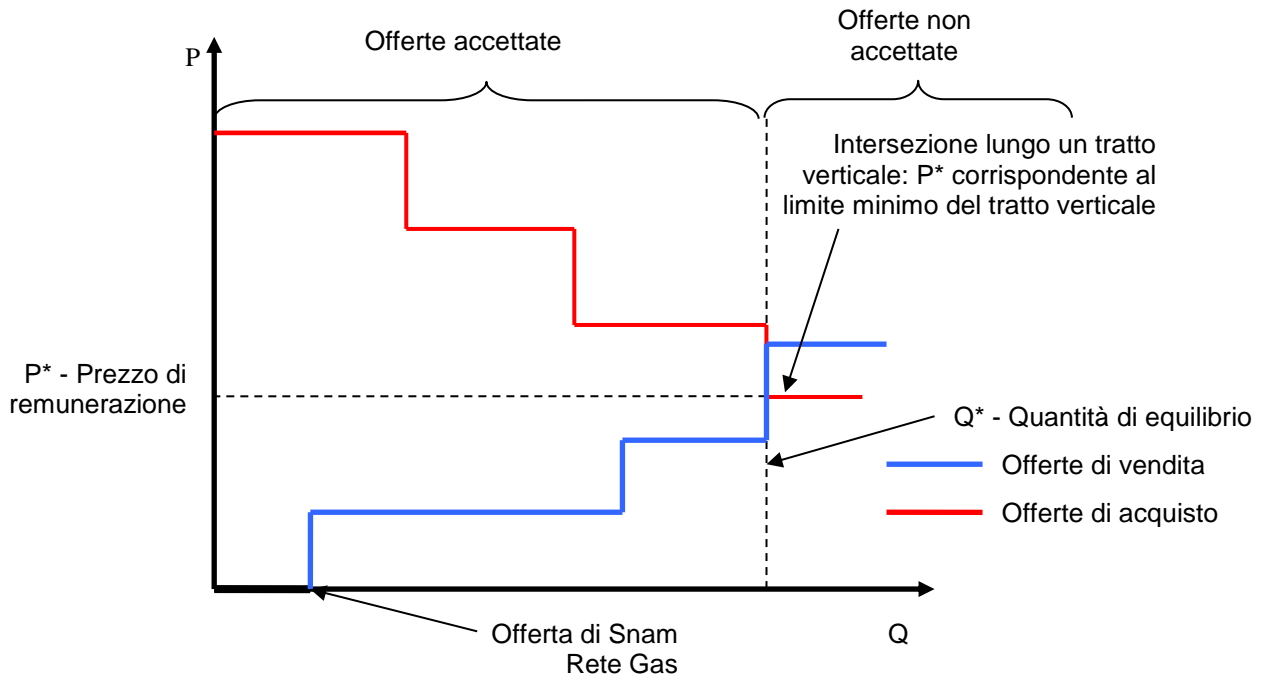 Offerte accettate
Offerte non
accettate
P
Intersezione lungo un tratto
verticale: P* corrispondente al
limite minimo del tratto verticale
P* - Prezzo di
remunerazione
Q* - Quantità di equilibrio
Offerte di vendita
Offerte di acquisto
Offerta di Snam
Rete Gas
Q